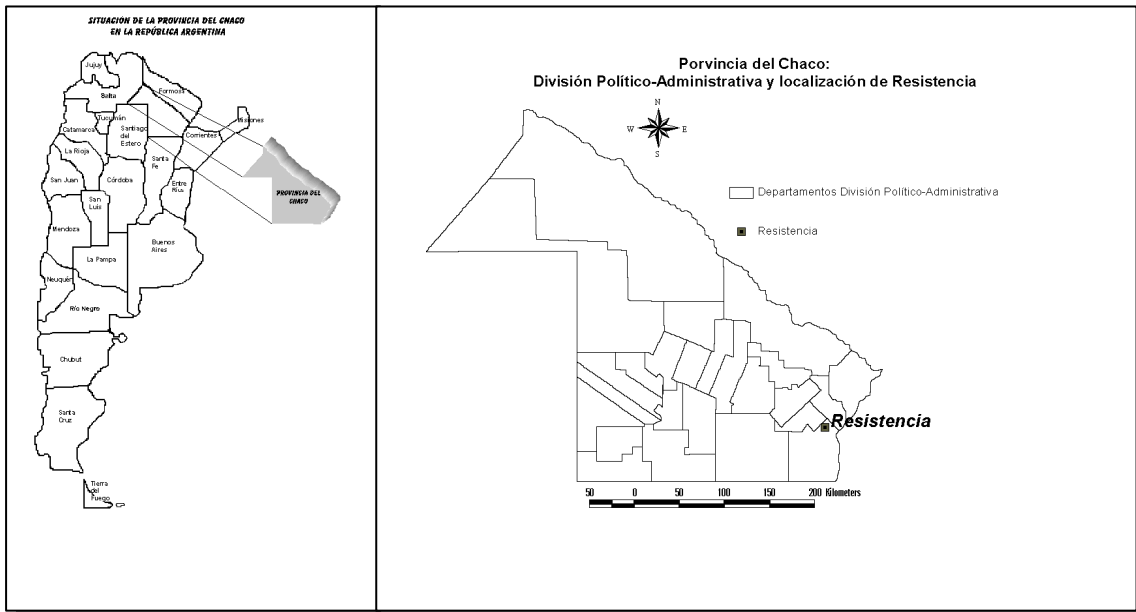 SITUACIÓN DE LA PROVINCIA DEL CHACO
EN LA REPÚBLICA ARGENTINA
Jujuy
Salta
Formosa
Tucumán
Misiones
Catamarca
Santiago
del
Estero
Corrientes
La Rioja
Santa
Fe
San Juan
Córdoba
Entre
Ríos
San
Luis
PROVINCIA DEL
CHACO
Mendoza
Buenos
Aires
La Pampa
Neuquén
Río Negro
Chubut
Santa
Cruz
Tierra
del
Fuego
Porvincia del Chaco:
División Político-Administrativa y localización de Resistencia
N
W
E
S
Departamentos División Político-Administrativa
Resistencia
Resistencia
50 0 50 100 150 200 Kilometers